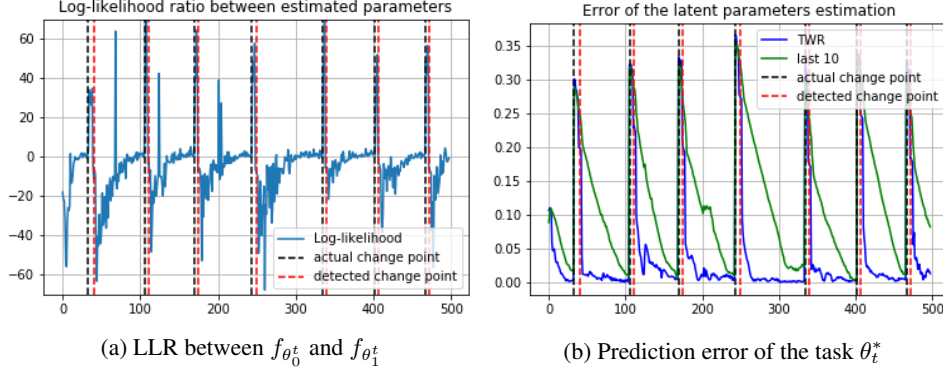 Log-likelihood ratio between estimated parameters
60
40
20
0
−20
−40
−60
Log-likelihood
actual change point
detected change point
0
100
200
300
400
500
(a) LLR between f_{θ_0^t} and f_{θ_1^t}
Error of the latent parameters estimation
0.35
0.30
0.25
0.20
0.15
0.10
0.05
0.00
TWR
last 10
actual change point
detected change point
0
100
200
300
400
500
(b) Prediction error of the task θ_t^*